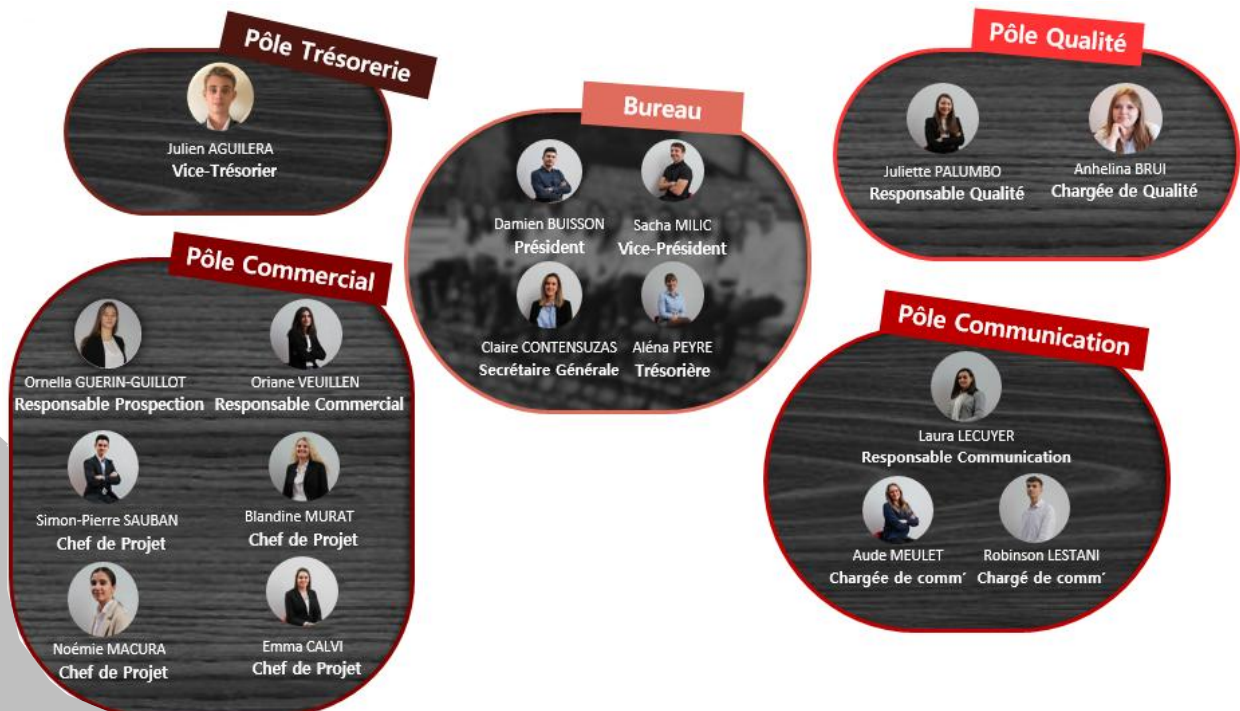 Pôle Trésorerie
Julien AGUILERA
Vice-Trésorier
Bureau
Damien BUISSON
Président
Sacha MILIC
Vice-Président
Claire CONTENSUZAS
Secrétaire Générale
Aléna PEYRE
Trésorière
Pôle Qualité
Juliette PALUMBO
Responsable Qualité
Anhelina BRUI
Chargée de Qualité
Pôle Commercial
Ornella GUERIN-GUILLOT
Responsable Prospection
Oriane VEUILLEN
Responsable Commercial
Simon-Pierre SAUBAN
Chef de Projet
Blandine MURAT
Chef de Projet
Noémie MACURA
Chef de Projet
Emma CALVI
Chef de Projet
Pôle Communication
Laura LECUYER
Responsable Communication
Aude MEULET
Chargée de comm’
Robinson LESTANI
Chargé de comm’